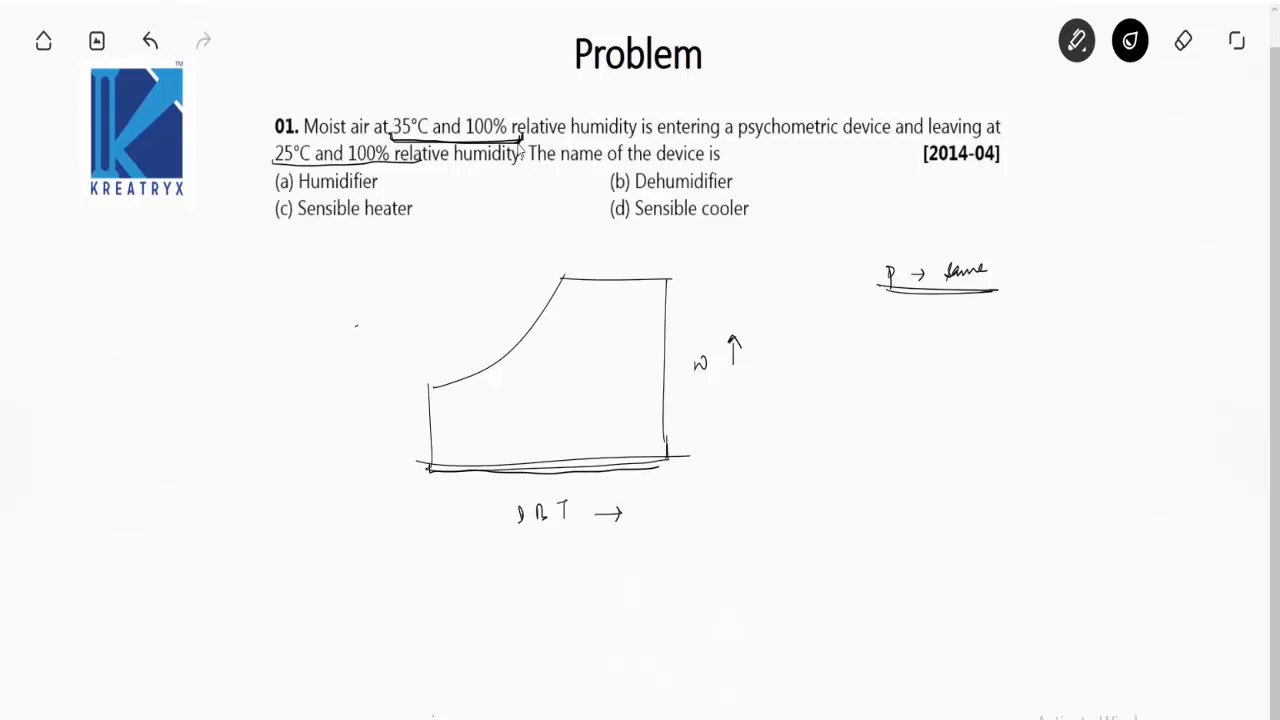 Problem
TM
KREATRYX
01. Moist air at 35°C and 100% relative humidity is entering a psychometric device and leaving at
25°C and 100% relative humidity. The name of the device is [2014-04]
(a) Humidifier (b) Dehumidifier
(c) Sensible heater (d) Sensible cooler
P → same
W ↑
DBT →